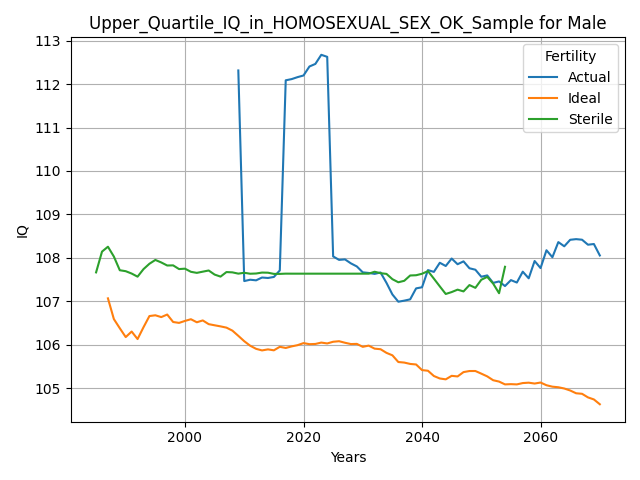 Upper_Quartile_IQ_in_HOMOSEXUAL_SEX_OK_Sample for Male
113
112
111
110
109
108
107
106
105
IQ
2000
2020
2040
2060
Years
Fertility
Actual
Ideal
Sterile